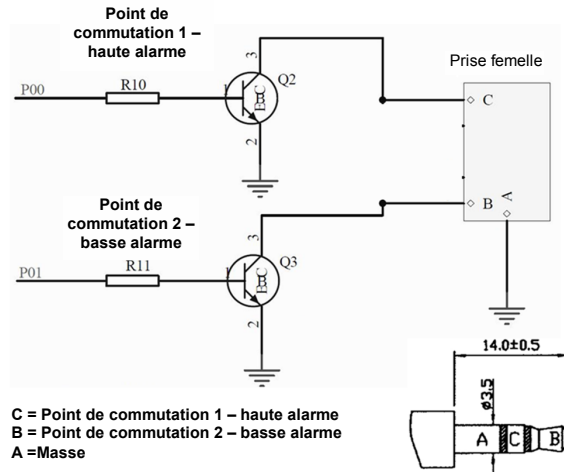 Point de
commutation 1 –
haute alarme
Prise femelle
3
Q2
P00
R10
1
B
C
E
2
C
B
A
Point de
commutation 2 –
basse alarme
3
Q3
P01
R11
1
B
C
E
2
14.0±0.5
ø3.5
A
C
B
C = Point de commutation 1 – haute alarme
B = Point de commutation 2 – basse alarme
A =Masse